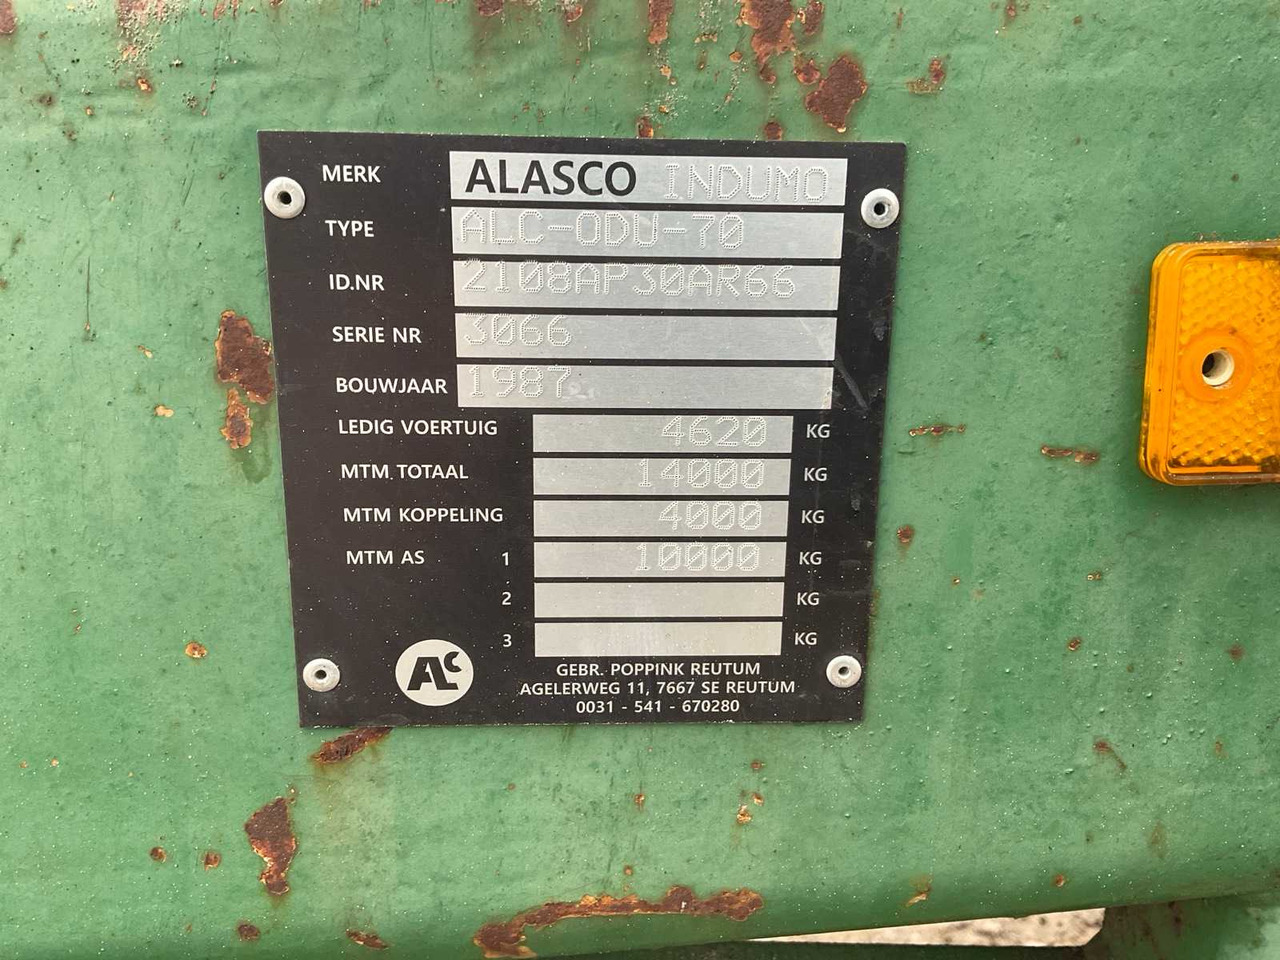 MERK ALASCO INDUMO
TYPE ALC-ODU-70
ID.NR 2108AP30AR66
SERIE NR 3066
BOUWJAAR 1987
LEDIG VOERTUIG 4620 KG
MTM TOTAAL 14000 KG
MTM KOPPELING 4000 KG
MTM AS 1 10000 KG
2 KG
3 KG
ALC
GEBR. POPPINK REUTUM
AGELERWEG 11, 7667 SE REUTUM
0031 - 541 - 670280